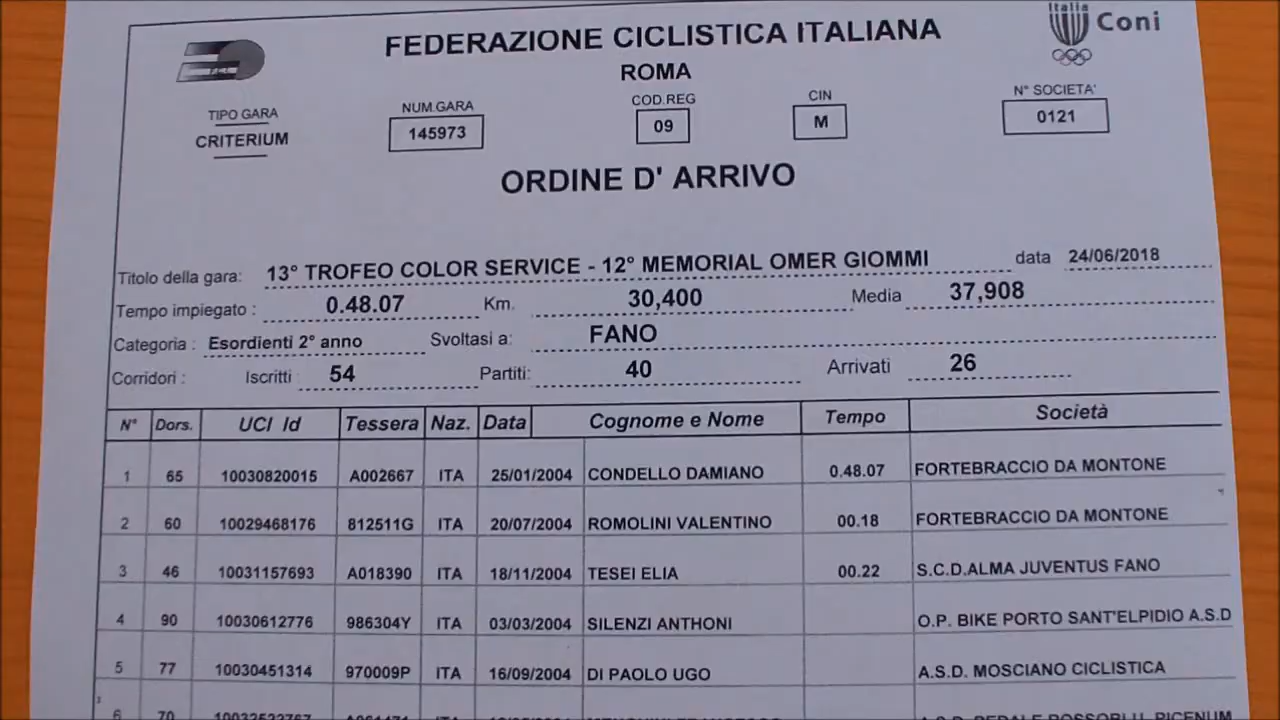 FEDERAZIONE CICLISTICA ITALIANA
Italia
Coni
ROMA
TIPO GARA
CRITERIUM
NUM.GARA
145973
COD.REG
09
CIN
M
N° SOCIETA'
0121
ORDINE D' ARRIVO
Titolo della gara: 13° TROFEO COLOR SERVICE - 12° MEMORIAL OMER GIOMMI data 24/06/2018
Tempo impiegato : 0.48.07 Km. 30,400 Media 37,908
Categoria : Esordienti 2° anno Svoltasi a: FANO
Corridori : Iscritti : 54 Partiti: 40 Arrivati 26
N° Dors. UCI Id Tessera Naz. Data Cognome e Nome Tempo Società
1 65 10030820015 A002667 ITA 25/01/2004 CONDELLO DAMIANO 0.48.07 FORTEBRACCIO DA MONTONE
2 60 10029468176 812511G ITA 20/07/2004 ROMOLINI VALENTINO 00.18 FORTEBRACCIO DA MONTONE
3 46 10031157693 A018390 ITA 18/11/2004 TESEI ELIA 00.22 S.C.D.ALMA JUVENTUS FANO
4 90 10030612776 986304Y ITA 03/03/2004 SILENZI ANTHONI O.P. BIKE PORTO SANT'ELPIDIO A.S.D
5 77 10030451314 970009P ITA 16/09/2004 DI PAOLO UGO A.S.D. MOSCIANO CICLISTICA
6 70